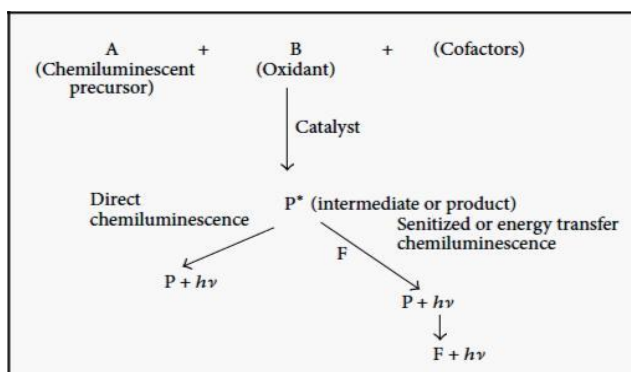 A + B + (Cofactors)
(Chemiluminescent (Oxidant)
precursor)
Catalyst
Direct
chemiluminescence
P* (intermediate or product)
Senitized or energy transfer
chemiluminescence
F
P + hν
P + hν
F + hν